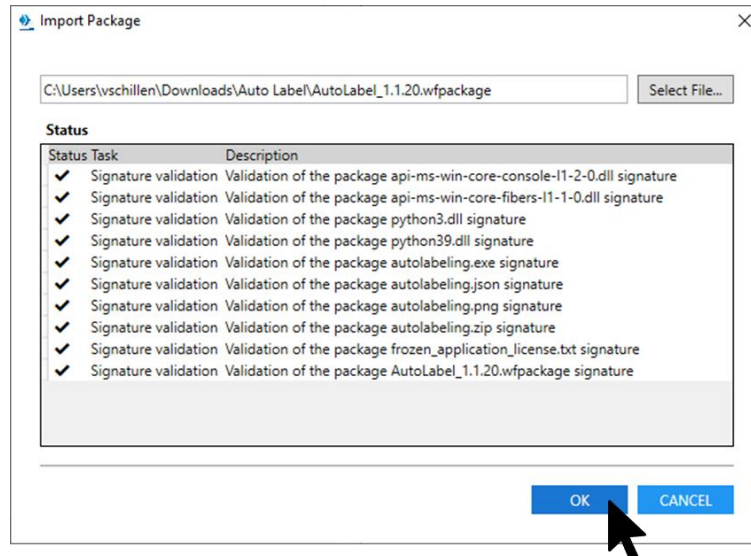 Import Package
C:\Users\vschillen\Downloads\Auto Label\AutoLabel_1.1.20.wfpackage Select File...
Status
Status Task Description
Signature validation Validation of the package api-ms-win-core-console-l1-2-0.dll signature
Signature validation Validation of the package api-ms-win-core-fibers-l1-1-0.dll signature
Signature validation Validation of the package python3.dll signature
Signature validation Validation of the package python39.dll signature
Signature validation Validation of the package autolabeling.exe signature
Signature validation Validation of the package autolabeling.json signature
Signature validation Validation of the package autolabeling.png signature
Signature validation Validation of the package autolabeling.zip signature
Signature validation Validation of the package frozen_application_license.txt signature
Signature validation Validation of the package AutoLabel_1.1.20.wfpackage signature
OK CANCEL